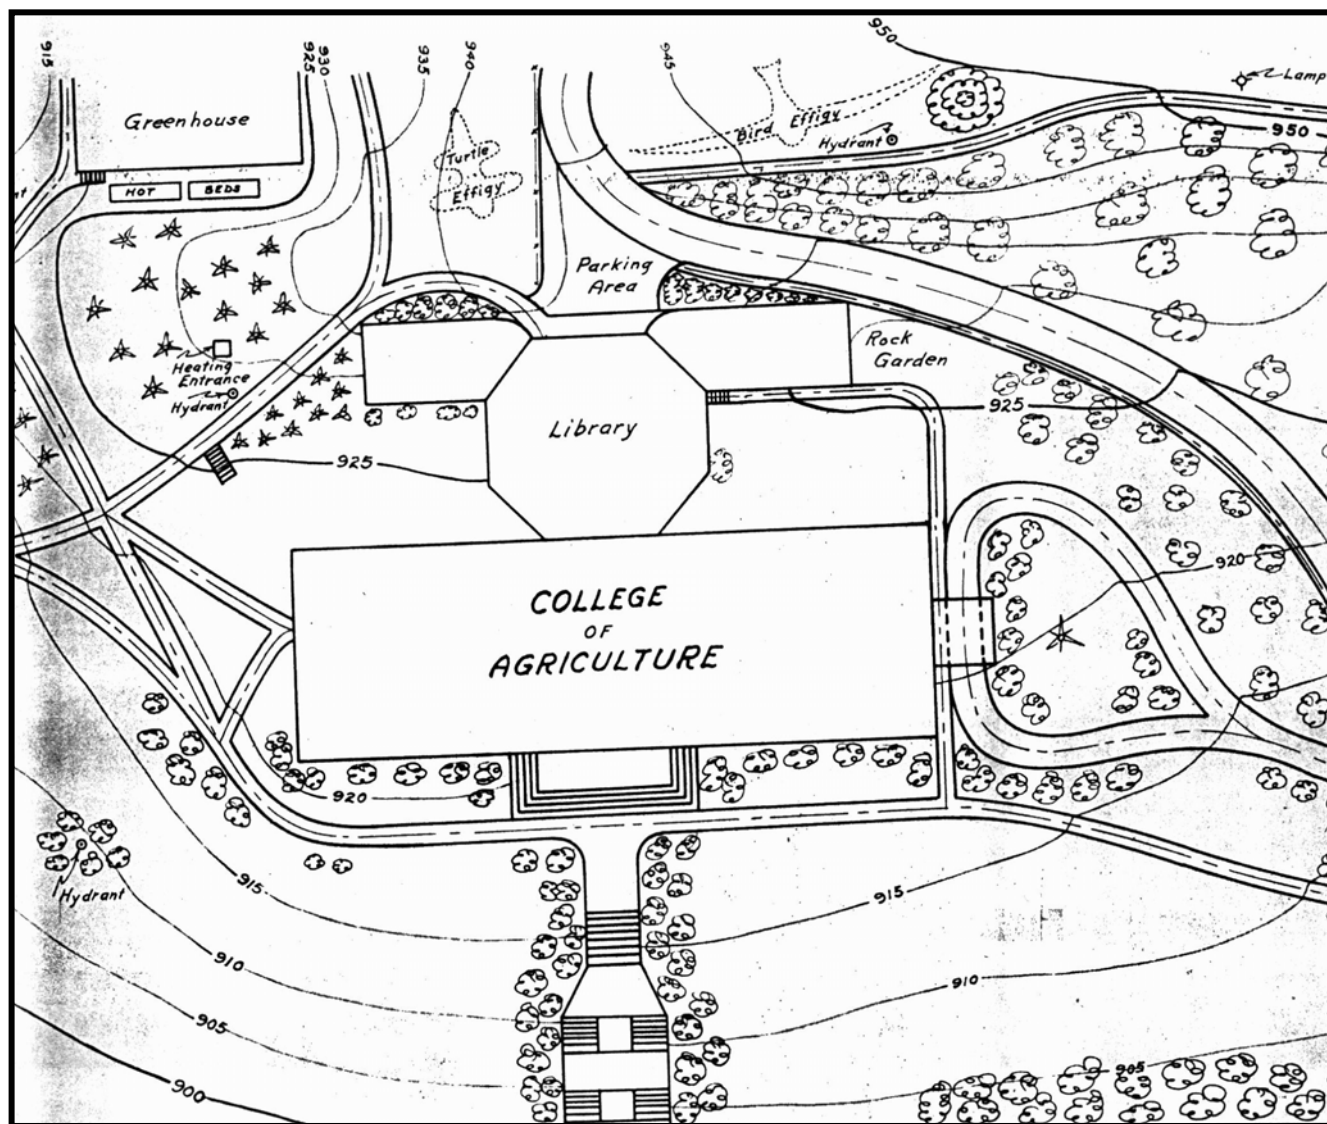 915
930
925
935
940
945
950
Lamp
Greenhouse
Turtle
Effigy
Bird Effigy
Hydrant
950
HOT BEDS
Parking
Area
Rock
Garden
Heating
Entrance
Hydrant
925
Library
925
920
COLLEGE
OF
AGRICULTURE
920
915
915
Hydrant
910
910
905
905
900